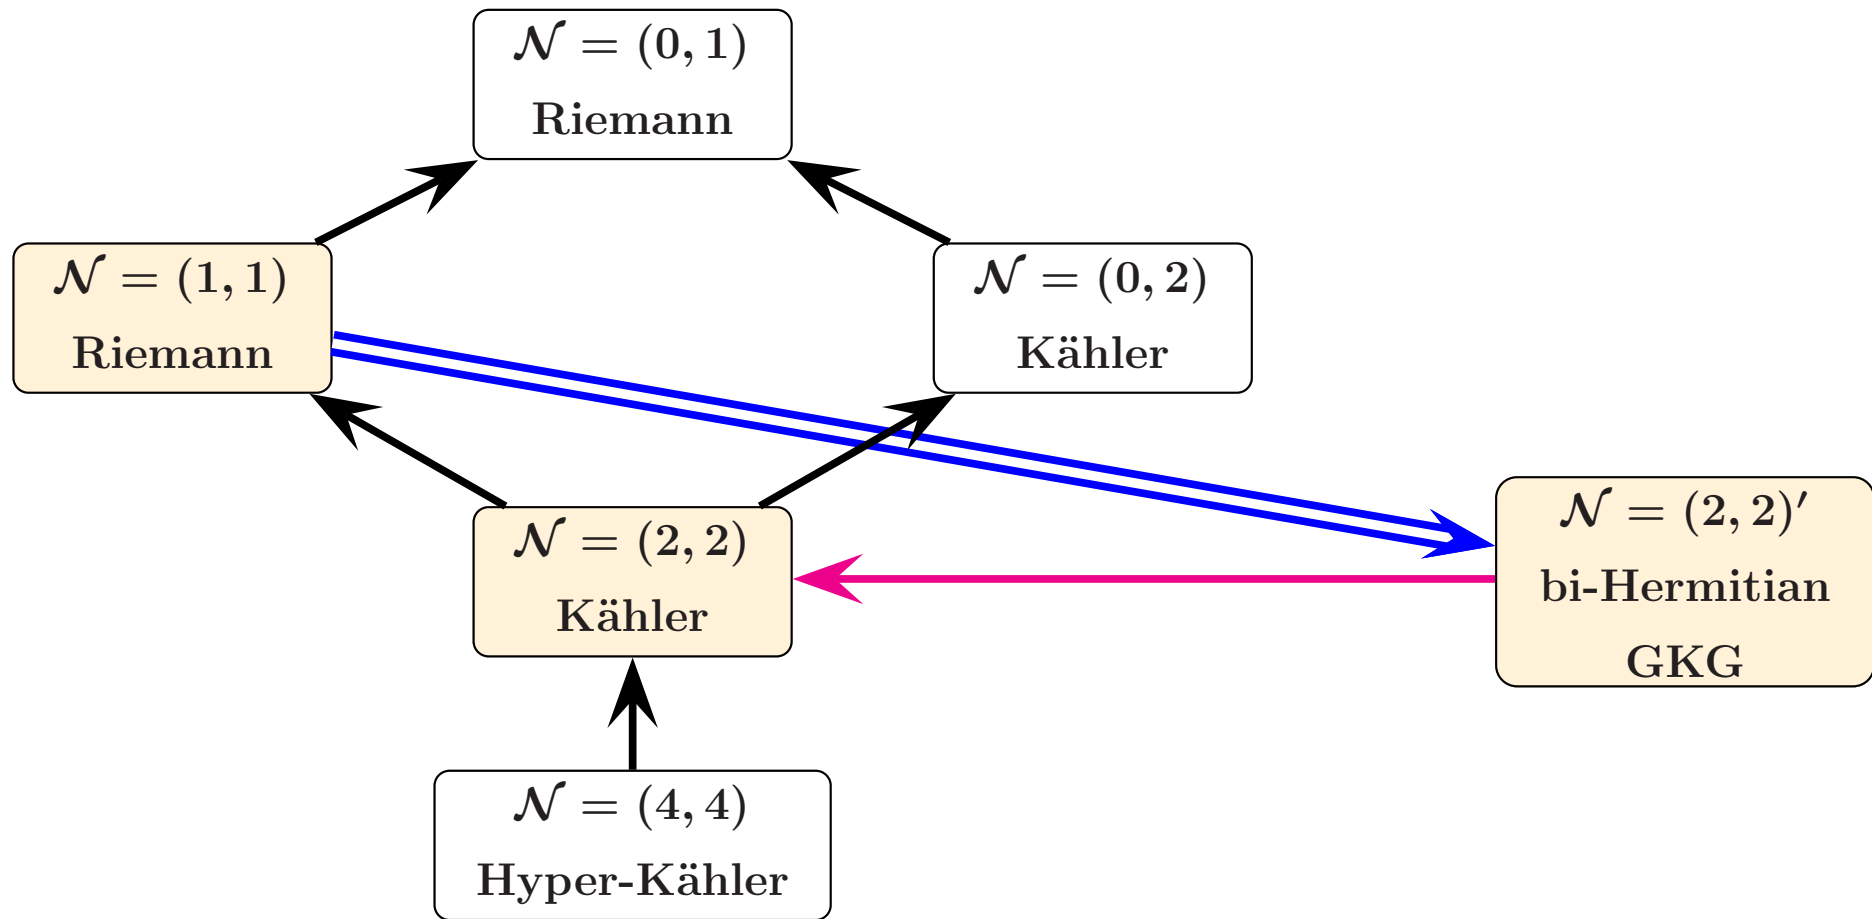 𝒩 = (0, 1)
Riemann
𝒩 = (1, 1)
Riemann
𝒩 = (0, 2)
Kähler
𝒩 = (2, 2)
Kähler
𝒩 = (2, 2)′
bi-Hermitian
GKG
𝒩 = (4, 4)
Hyper-Kähler